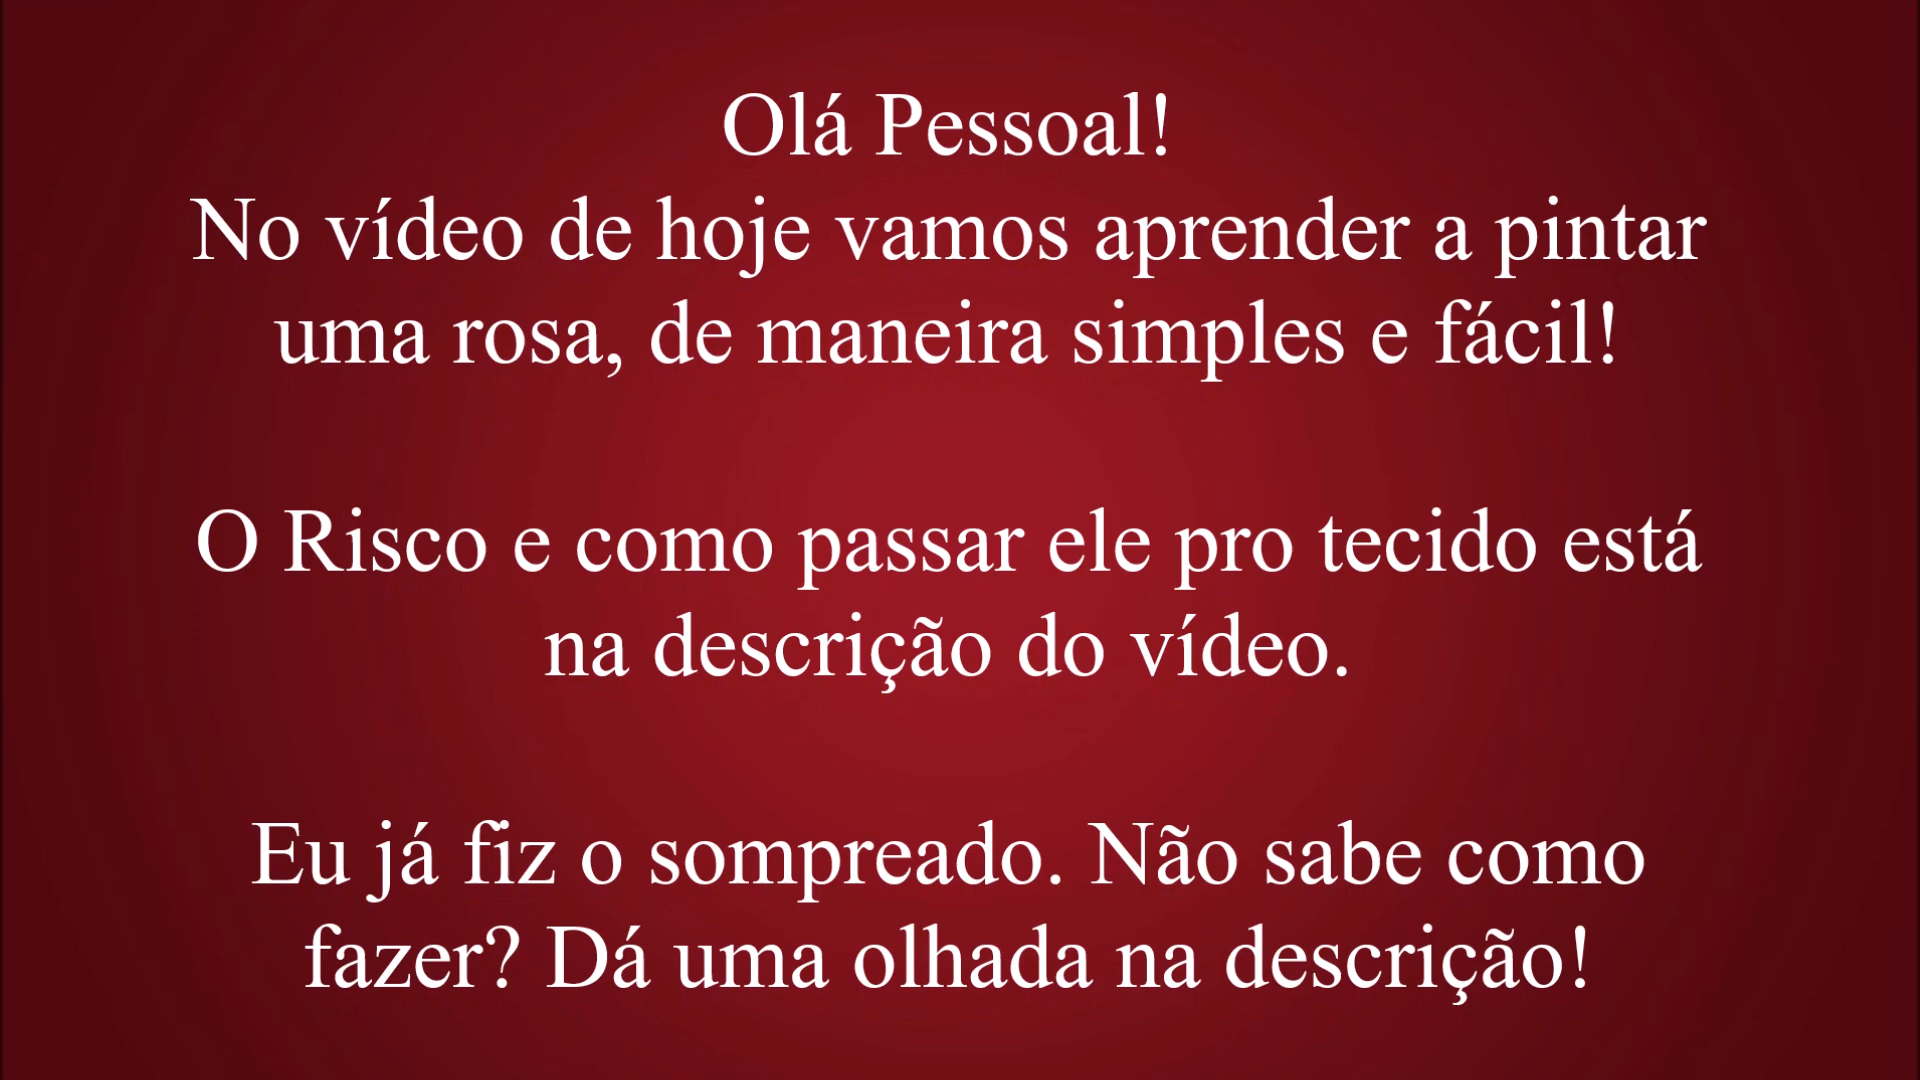 Olá Pessoal!
No vídeo de hoje vamos aprender a pintar
uma rosa, de maneira simples e fácil!
O Risco e como passar ele pro tecido está
na descrição do vídeo.
Eu já fiz o sompreado. Não sabe como
fazer? Dá uma olhada na descrição!